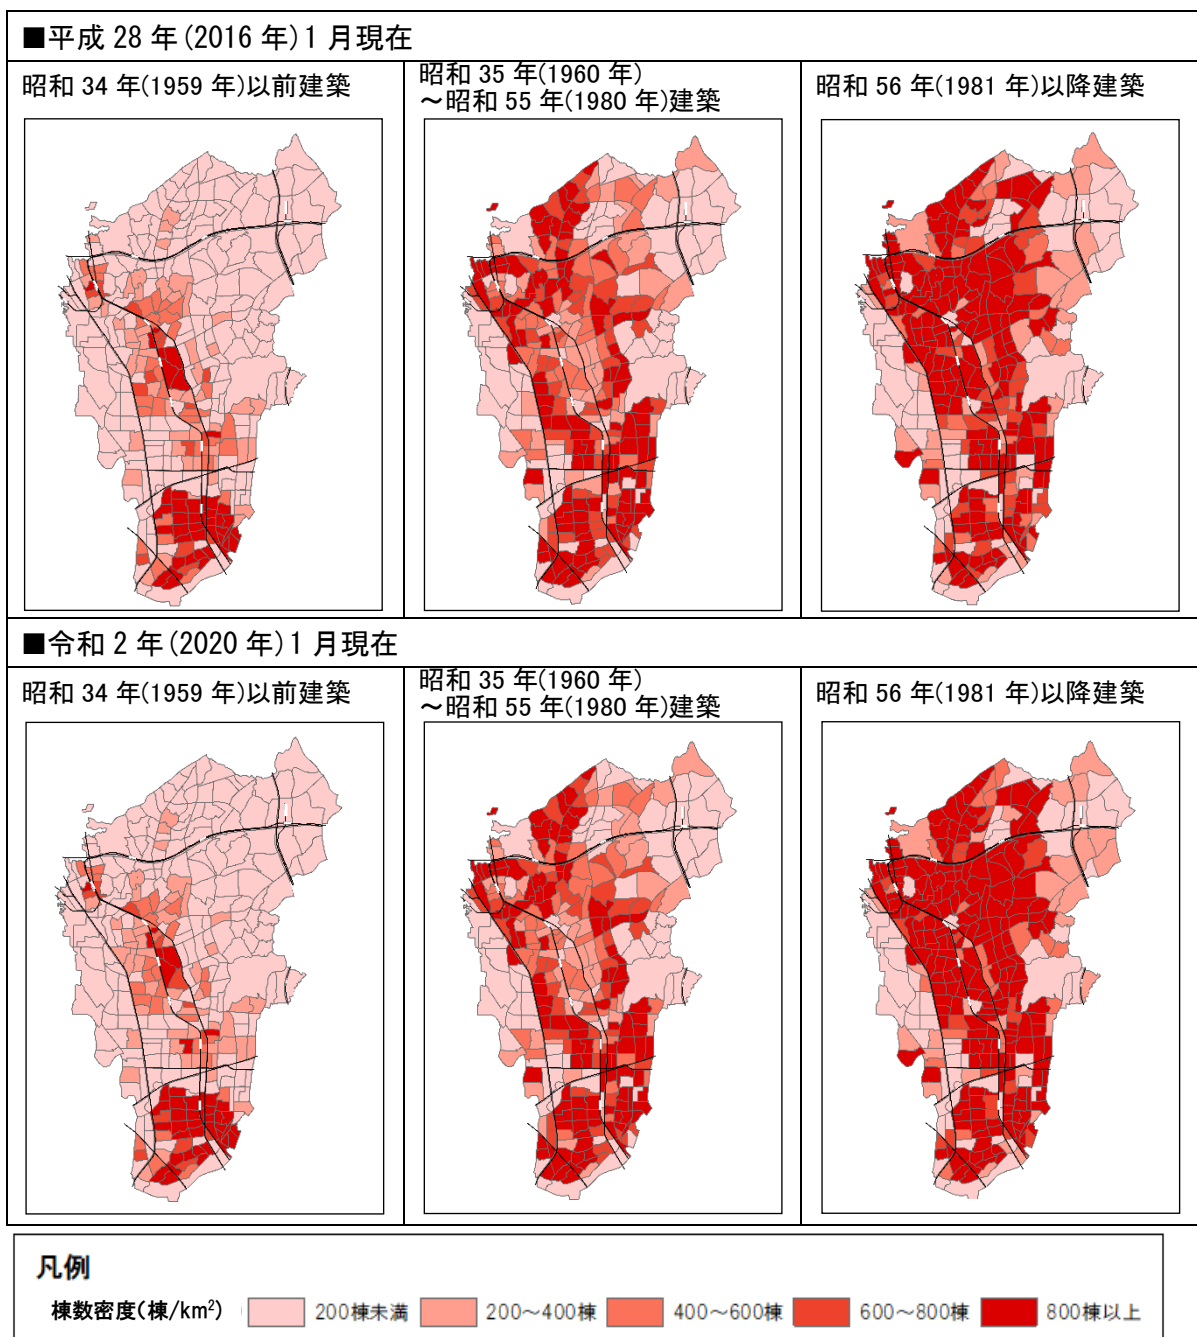 ■平成 28 年(2016 年)1 月現在
昭和 34 年(1959 年)以前建築
昭和 35 年(1960 年)
～昭和 55 年(1980 年)建築
昭和 56 年(1981 年)以降建築
■令和 2 年(2020 年)1 月現在
昭和 34 年(1959 年)以前建築
昭和 35 年(1960 年)
～昭和 55 年(1980 年)建築
昭和 56 年(1981 年)以降建築
凡例
棟数密度(棟/km²) 200棟未満 200～400棟 400～600棟 600～800棟 800棟以上